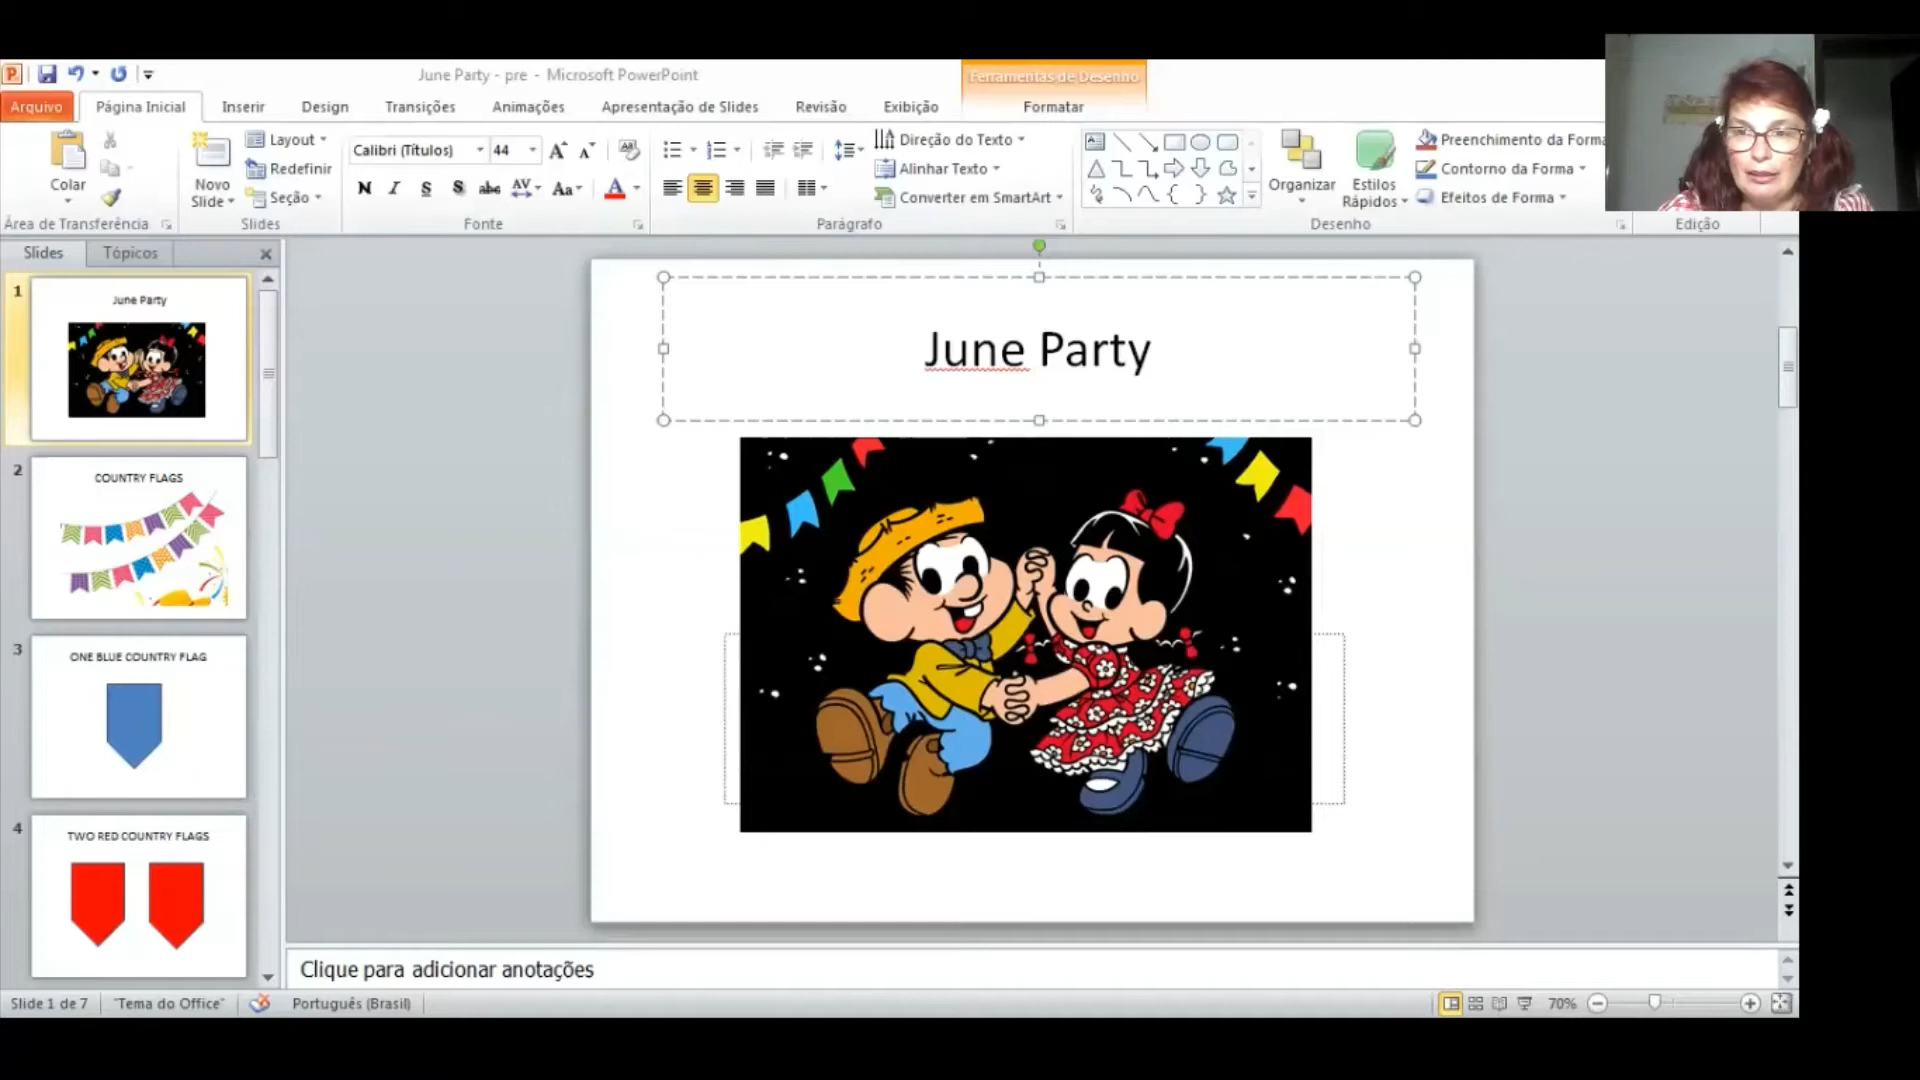 June Party - pre - Microsoft PowerPoint
Ferramentas de Desenho
Arquivo
Página Inicial
Inserir
Design
Transições
Animações
Apresentação de Slides
Revisão
Exibição
Formatar
Colar
Área de Transferência
Novo
Slide
Layout
Redefinir
Seção
Slides
Calibri (Títulos)
44
N I S S abc AV Aa A
Fonte
Direção do Texto
Alinhar Texto
Converter em SmartArt
Parágrafo
Organizar
Estilos
Rápidos
Preenchimento da Forma
Contorno da Forma
Efeitos de Forma
Desenho
Edição
Slides
Tópicos
1
June Party
2
COUNTRY FLAGS
3
ONE BLUE COUNTRY FLAG
4
TWO RED COUNTRY FLAGS
June Party
Clique para adicionar anotações
Slide 1 de 7
"Tema do Office"
Português (Brasil)
70%